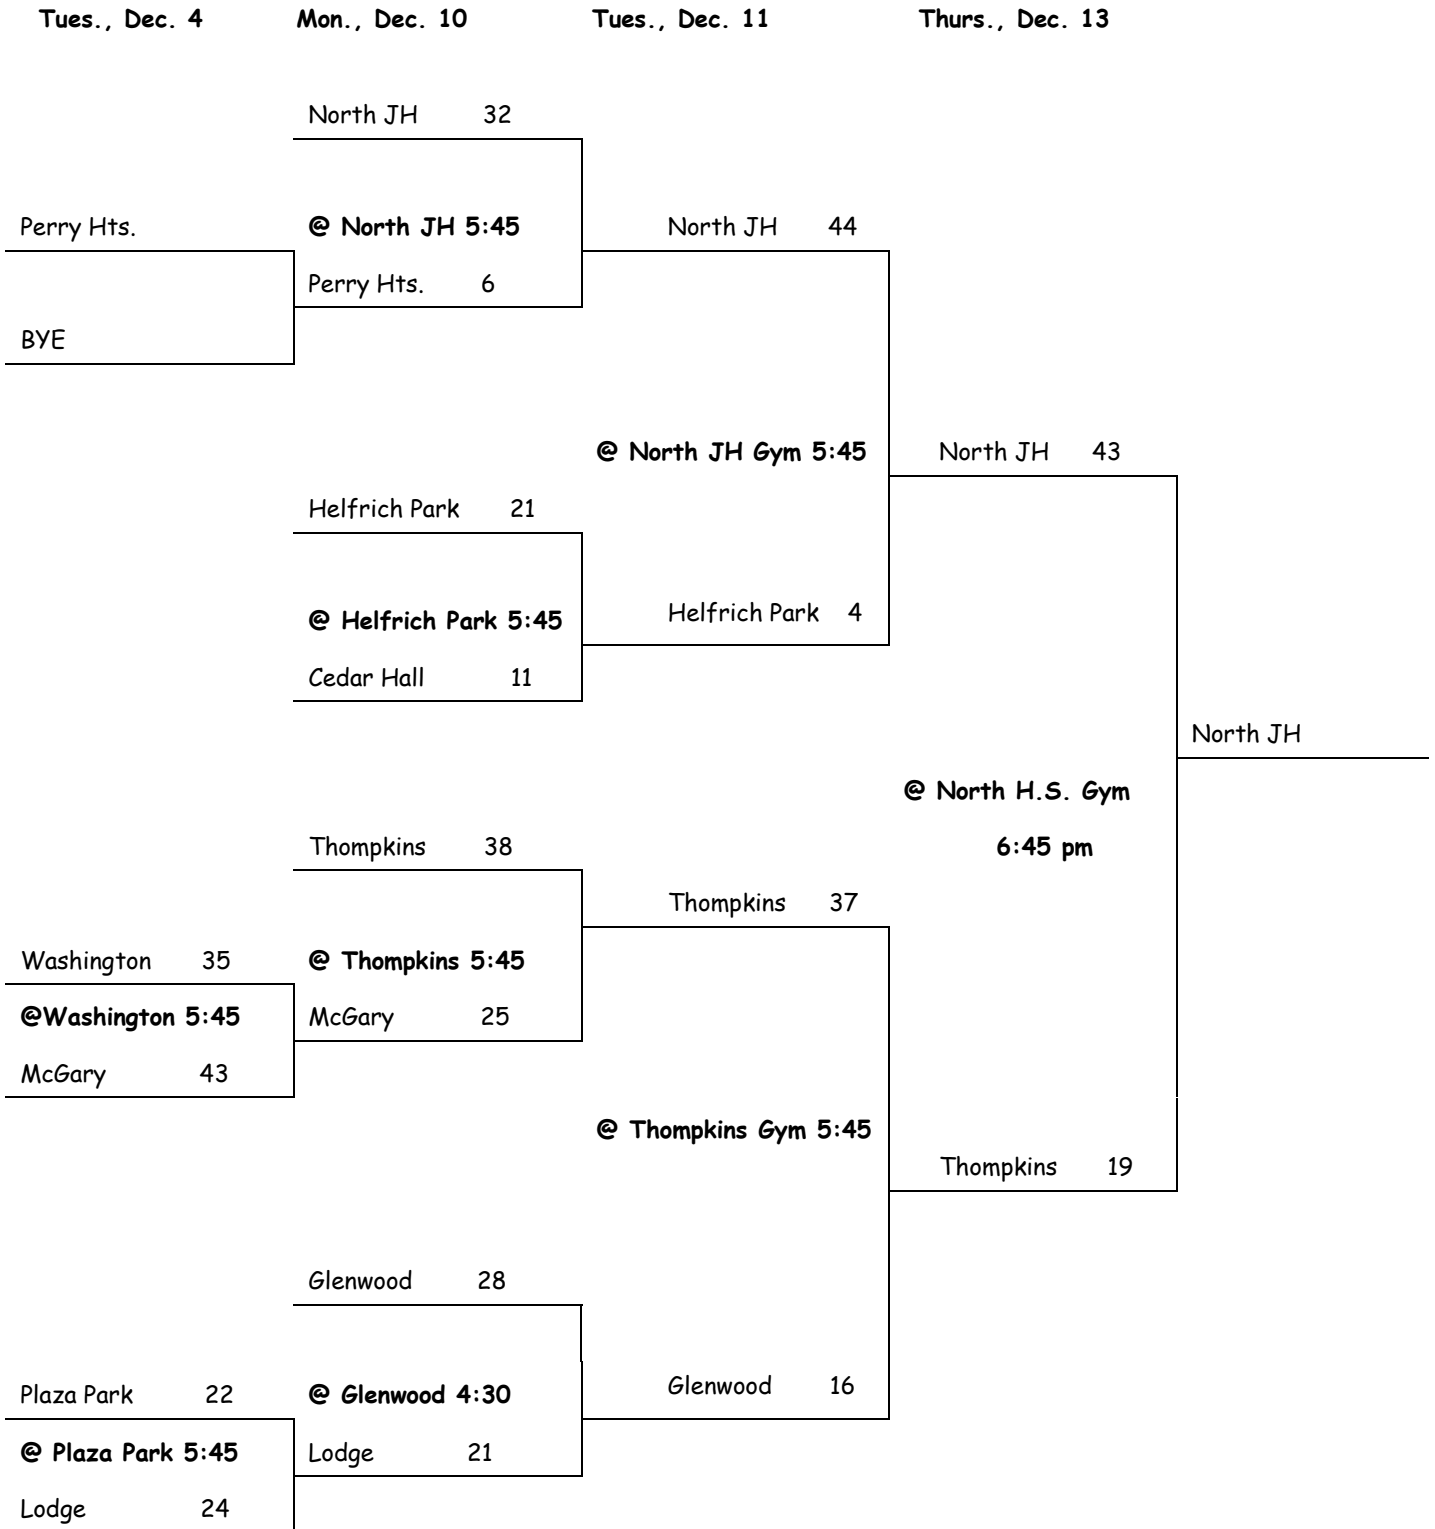 Tues., Dec. 4 Mon., Dec. 10 Tues., Dec. 11 Thurs., Dec. 13
North JH 32
Perry Hts. @ North JH 5:45 North JH 44
Perry Hts. 6
BYE
@ North JH Gym 5:45 North JH 43
Helfrich Park 21
@ Helfrich Park 5:45 Helfrich Park 4
Cedar Hall 11
North JH
@ North H.S. Gym
Thompkins 38 6:45 pm
Thompkins 37
Washington 35 @ Thompkins 5:45
@Washington 5:45 McGary 25
McGary 43
@ Thompkins Gym 5:45
Thompkins 19
Glenwood 28
Plaza Park 22 @ Glenwood 4:30 Glenwood 16
@ Plaza Park 5:45 Lodge 21
Lodge 24